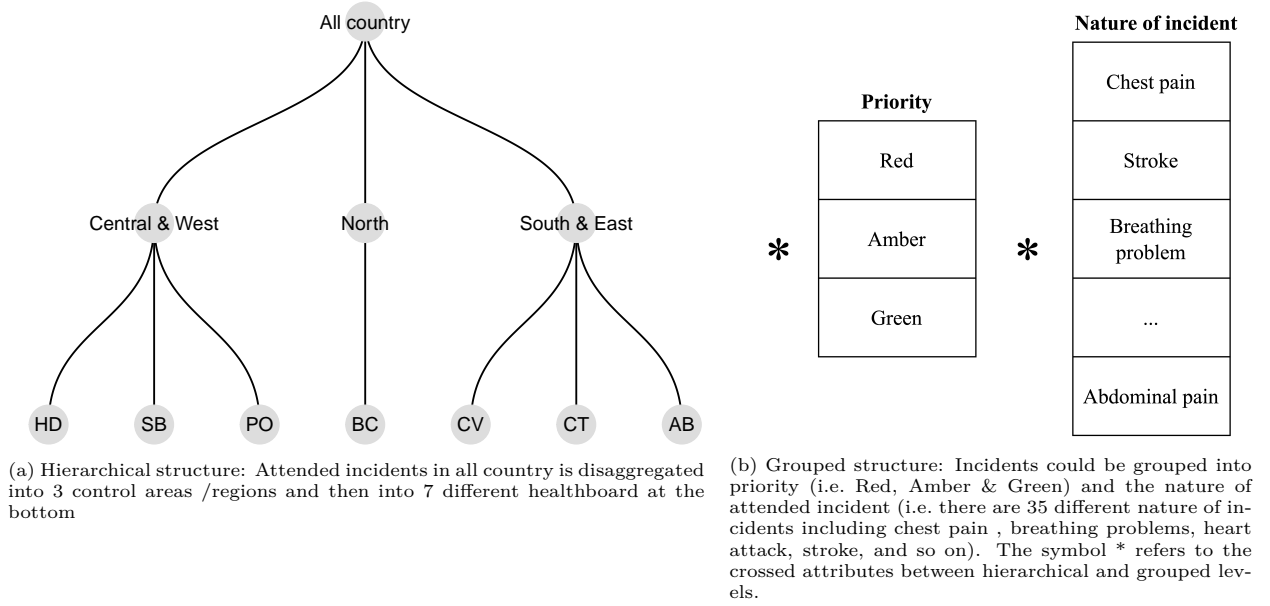 All country
Central & West
North
South & East
HD
SB
PO
BC
CV
CT
AB
(a) Hierarchical structure: Attended incidents in all country is disaggregated
into 3 control areas /regions and then into 7 different healthboard at the
bottom
*
Priority
Red
Amber
Green
*
Nature of incident
Chest pain
Stroke
Breathing
problem
...
Abdominal pain
(b) Grouped structure: Incidents could be grouped into
priority (i.e. Red, Amber & Green) and the nature of
attended incident (i.e. there are 35 different nature of in-
cidents including chest pain , breathing problems, heart
attack, stroke, and so on). The symbol * refers to the
crossed attributes between hierarchical and grouped lev-
els.